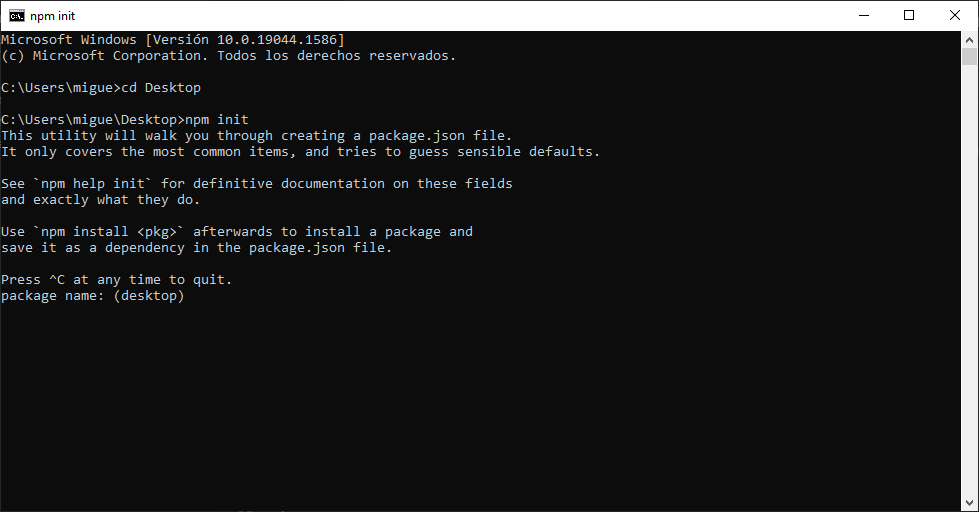 npm init
Microsoft Windows [Versión 10.0.19044.1586]
(c) Microsoft Corporation. Todos los derechos reservados.
C:\Users\migue>cd Desktop
C:\Users\migue\Desktop>npm init
This utility will walk you through creating a package.json file.
It only covers the most common items, and tries to guess sensible defaults.
See `npm help init` for definitive documentation on these fields
and exactly what they do.
Use `npm install <pkg>` afterwards to install a package and
save it as a dependency in the package.json file.
Press ^C at any time to quit.
package name: (desktop)